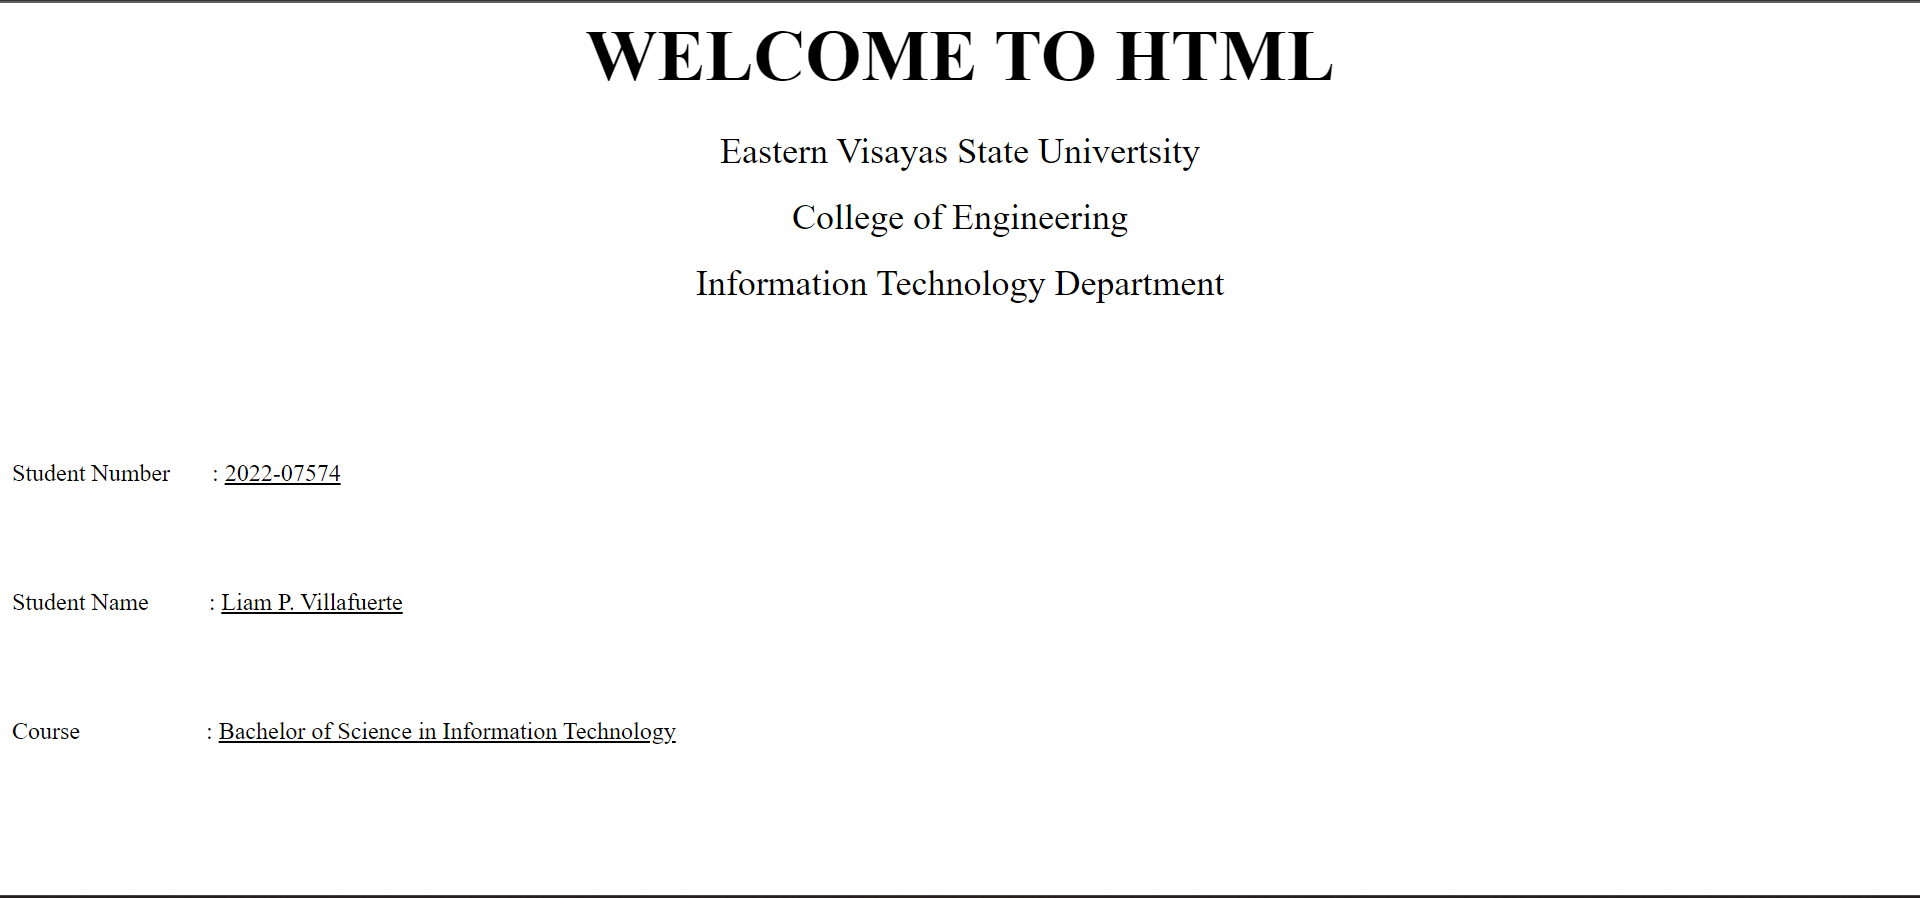 WELCOME TO HTML
Eastern Visayas State Univertsity
College of Engineering
Information Technology Department
Student Number : 2022-07574
Student Name : Liam P. Villafuerte
Course : Bachelor of Science in Information Technology